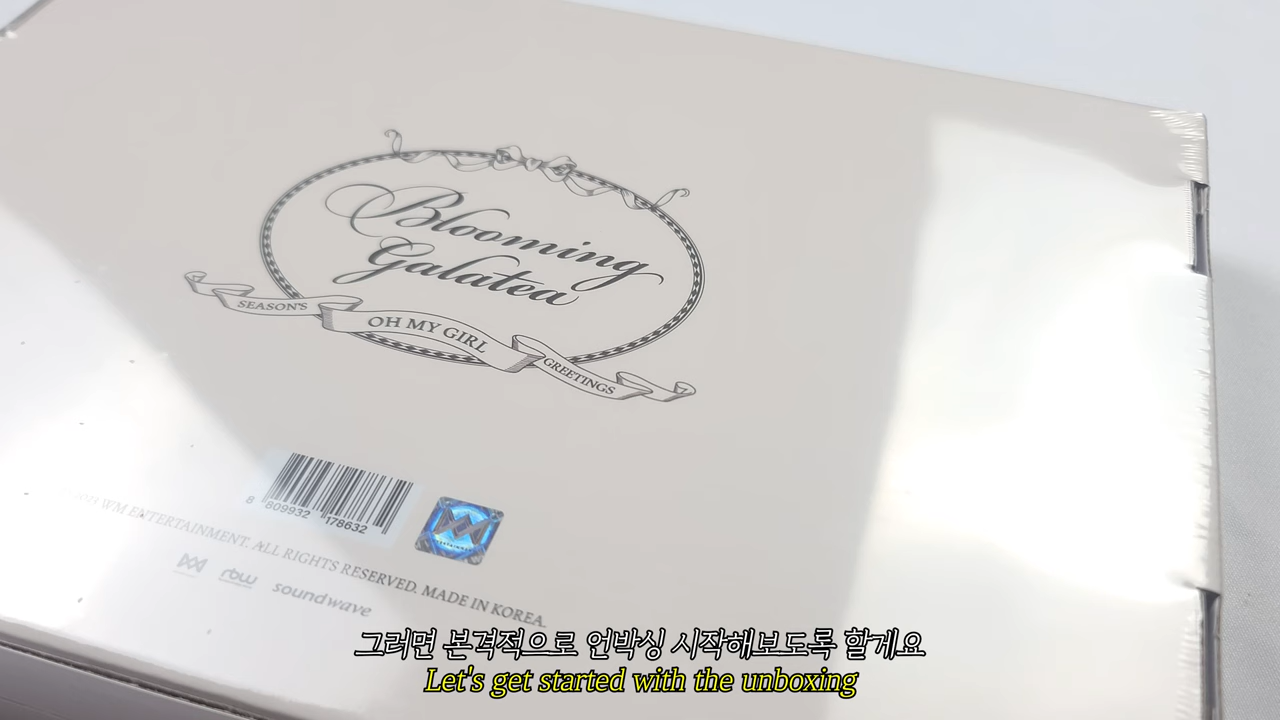 Blooming
Galatea
SEASON'S
OH MY GIRL
GREETINGS
8 809932 178632
WM ENTERTAINMENT. ALL RIGHTS RESERVED. MADE IN KOREA.
rbw
soundwave
그러면 본격적으로 언박싱 시작해보도록 할게요
Let's get started with the unboxing